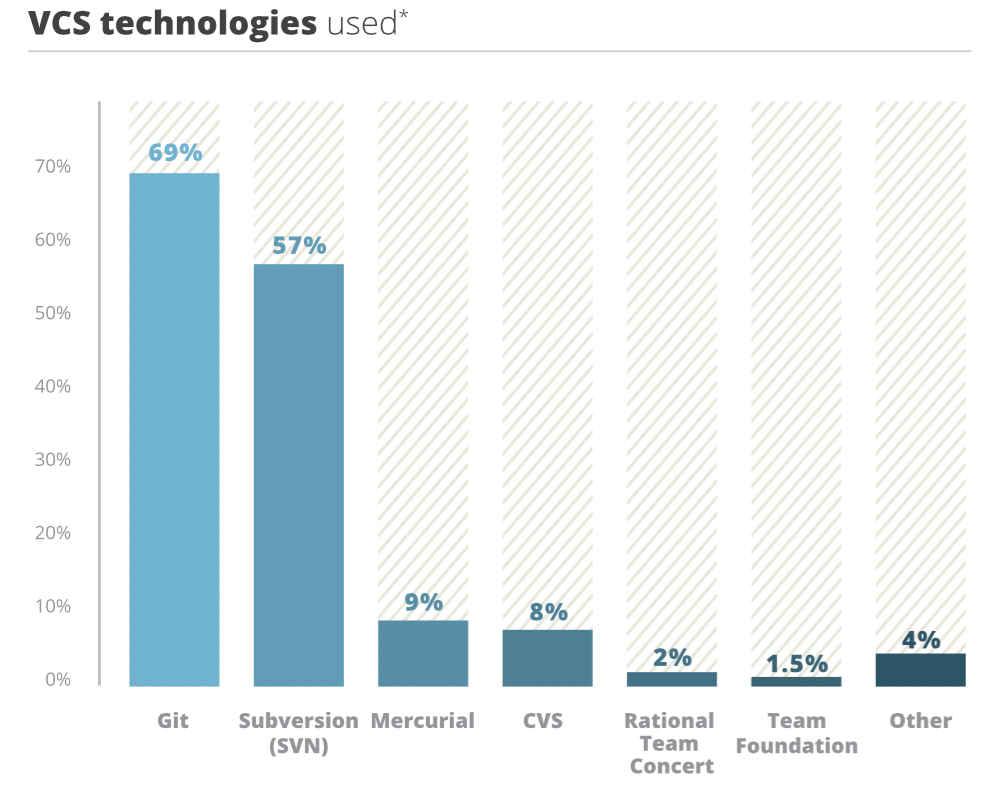 VCS technologies used*
70%
60%
50%
40%
30%
20%
10%
0%
69%
57%
9%
8%
2%
1.5%
4%
Git
Subversion
(SVN)
Mercurial
CVS
Rational
Team
Concert
Team
Foundation
Other